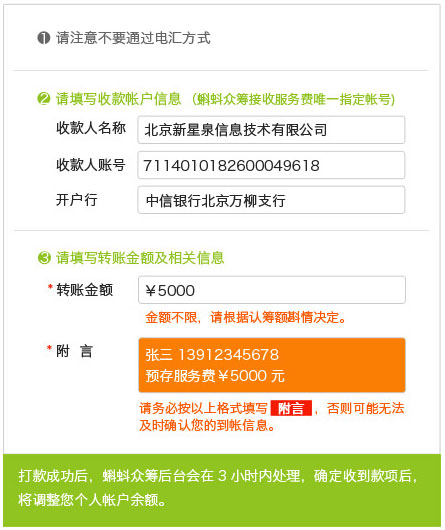 ❶ 请注意不要通过电汇方式
❷ 请填写收款帐户信息（蝌蚪众筹接收服务费唯一指定帐号)
收款人名称 北京新星泉信息技术有限公司
收款人账号 7114010182600049618
开户行 中信银行北京万柳支行
❸ 请填写转账金额及相关信息
*转账金额 ￥5000
金额不限，请根据认筹额斟情决定。
*附 言 张三 13912345678
预存服务费￥5000 元
请务必按以上格式填写 附言 ，否则可能无法
及时确认您的到帐信息。
打款成功后，蝌蚪众筹后台会在 3 小时内处理，确定收到款项后，
将调整您个人帐户余额。